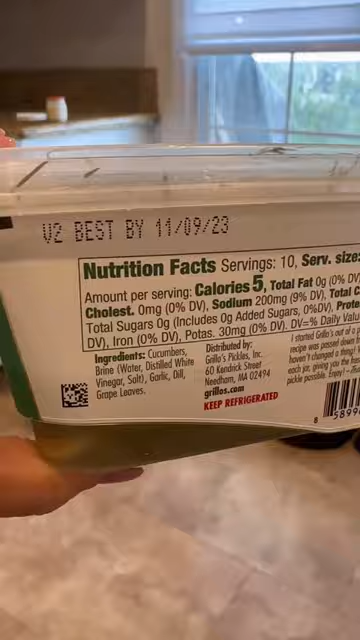 V2 BEST BY 11/09/23
Nutrition Facts Servings: 10, Serv. size:
Amount per serving: Calories 5, Total Fat 0g (0% DV
Cholest. 0mg (0% DV), Sodium 200mg (9% DV), Total C
Total Sugars 0g (Includes 0g Added Sugars, 0%DV), Prote
DV), Iron (0% DV), Potas. 30mg (0% DV). DV=% Daily Valu
Ingredients: Cucumbers,
Brine (Water, Distilled White
Vinegar, Salt), Garlic, Dill,
Grape Leaves.
Distributed by:
Grillo's Pickles, Inc.
60 Kendrick Street
Needham, MA 02494
grillos.com
KEEP REFRIGERATED
I started Grillo's out of a
recipe was passed down
haven't changed a thing!
each jar, giving you the
pickle possible. Enjoy!
8 5899